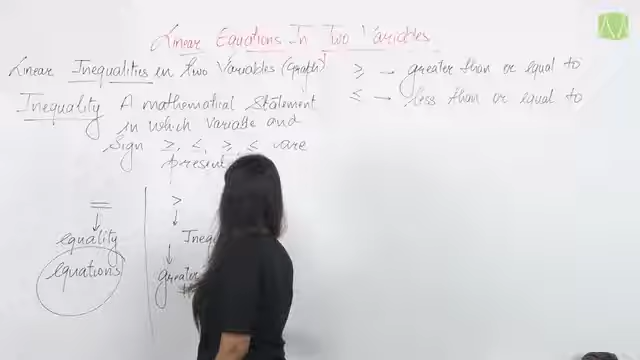 Linear Equations In Two Variables
Linear Inequalities in two Variables (Graph)
≥ → greater than or equal to
≤ → less than or equal to
Inequality A mathematical Statement
in which variable and
sign >, <, ≥, ≤ are
present
=
↓
equality
equations
>
↓
↓
greater